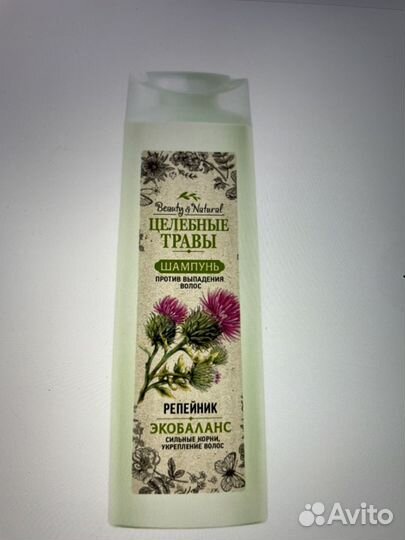 Beauty & Natural
ЦЕЛЕБНЫЕ
ТРАВЫ
ШАМПУНЬ
ПРОТИВ ВЫПАДЕНИЯ
ВОЛОС
РЕПЕЙНИК
ЭКОБАЛАНС
СИЛЬНЫЕ КОРНИ,
УКРЕПЛЕНИЕ ВОЛОС
Avito